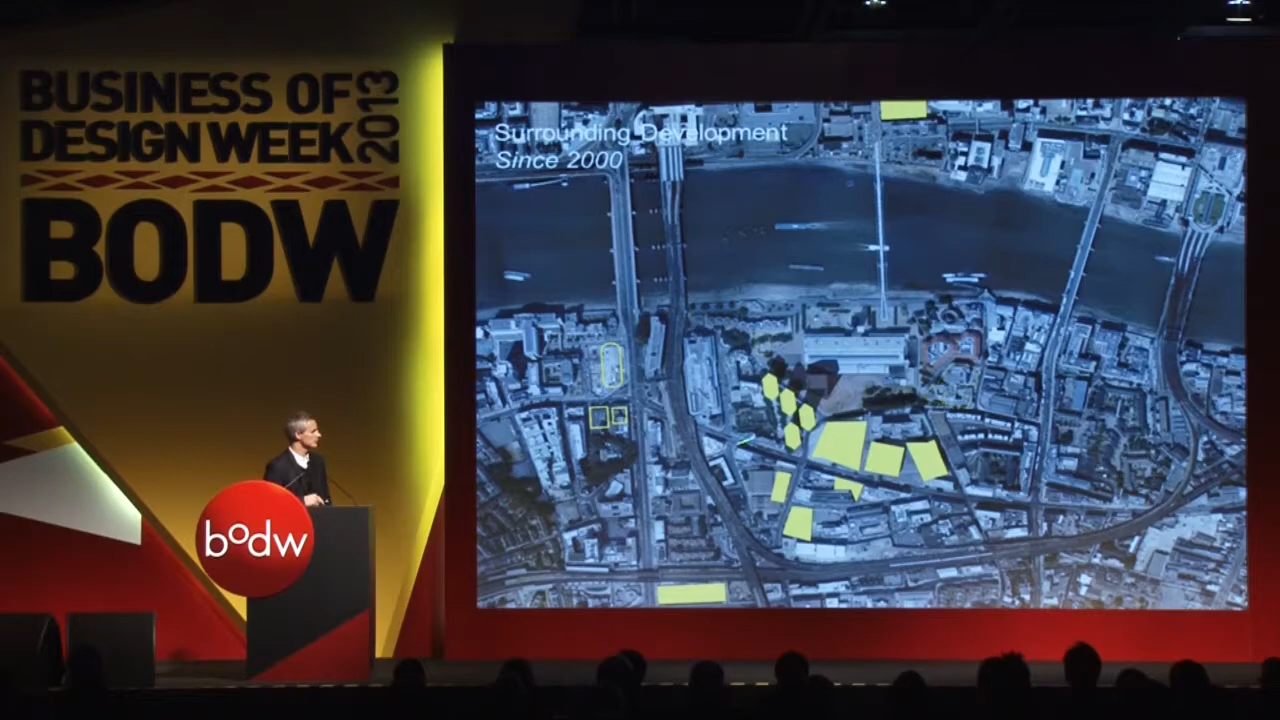 BUSINESS OF
DESIGN WEEK
2013
BODW
bodw
Surrounding Development
Since 2000